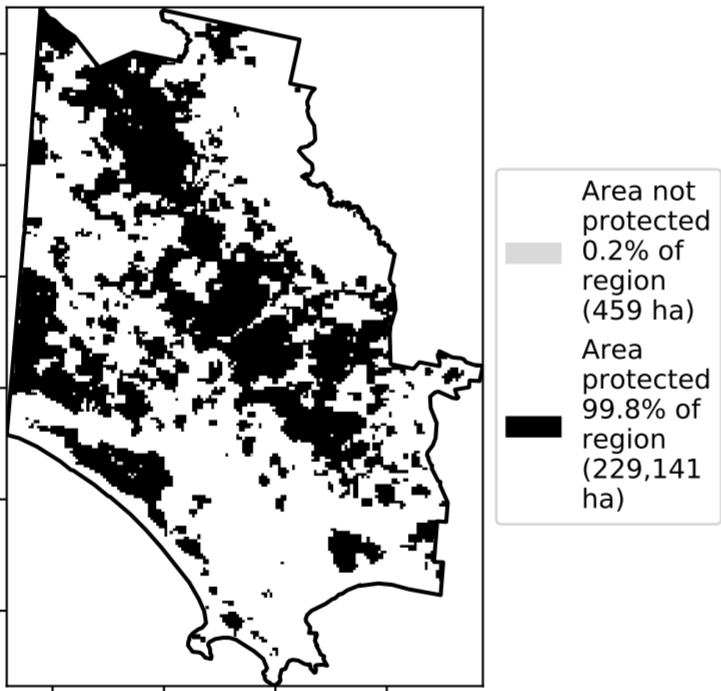 Area not
protected
0.2% of
region
(459 ha)
Area
protected
99.8% of
region
(229,141
ha)